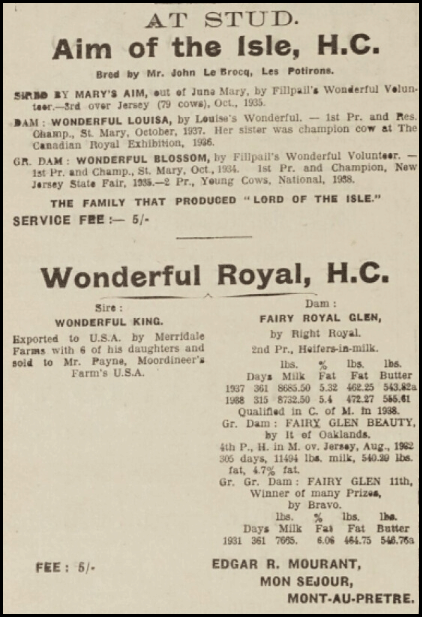 AT STUD.
Aim of the Isle, H.C.
Bred by Mr. John Le Brocq, Les Potirons.
SIRED BY MARY'S AIM, out of June Mary, by Fillpail's Wonderful Volun-
teer.—3rd over Jersey (79 cows), Oct., 1935.
DAM: WONDERFUL LOUISA, by Louise's Wonderful. — 1st Pr. and Res.
Champ., St. Mary, October, 1937. Her sister was champion cow at The
Canadian Royal Exhibition, 1936.
GR. DAM: WONDERFUL BLOSSOM, by Fillpail's Wonderful Volunteer. —
1st Pr. and Champ., St. Mary, Oct., 1934. 1st Pr. and Champion, New
Jersey State Fair, 1935.—2 Pr., Young Cows, National, 1938.
THE FAMILY THAT PRODUCED "LORD OF THE ISLE."
SERVICE FEE :— 5/-
Wonderful Royal, H.C.
Sire :
WONDERFUL KING.
Exported to U.S.A. by Merridale
Farms with 6 of his daughters and
sold to Mr. Payne, Moordineer's
Farm's U.S.A.
Dam :
FAIRY ROYAL GLEN,
by Right Royal.
2nd Pr., Heifers-in-milk.
lbs. % lbs. lbs.
Days Milk Fat Fat Butter
1937 361 8685.50 5.32 462.25 543.82a
1938 315 8732.50 5.4 472.27 555.61
Qualified in C. of M. in 1938.
Gr. Dam : FAIRY GLEN BEAUTY,
by It of Oaklands.
4th P., H. in M. ov. Jersey, Aug., 1932
305 days, 11494 lbs. milk, 540.29 lbs.
fat, 4.7% fat.
Gr. Gr. Dam : FAIRY GLEN 11th,
Winner of many Prizes,
by Bravo.
lbs. % lbs. lbs.
Days Milk Fat Fat Butter
1931 361 7665. 6.06 464.75 546.76a
FEE : 5/-
EDGAR R. MOURANT,
MON SEJOUR,
MONT-AU-PRETRE.